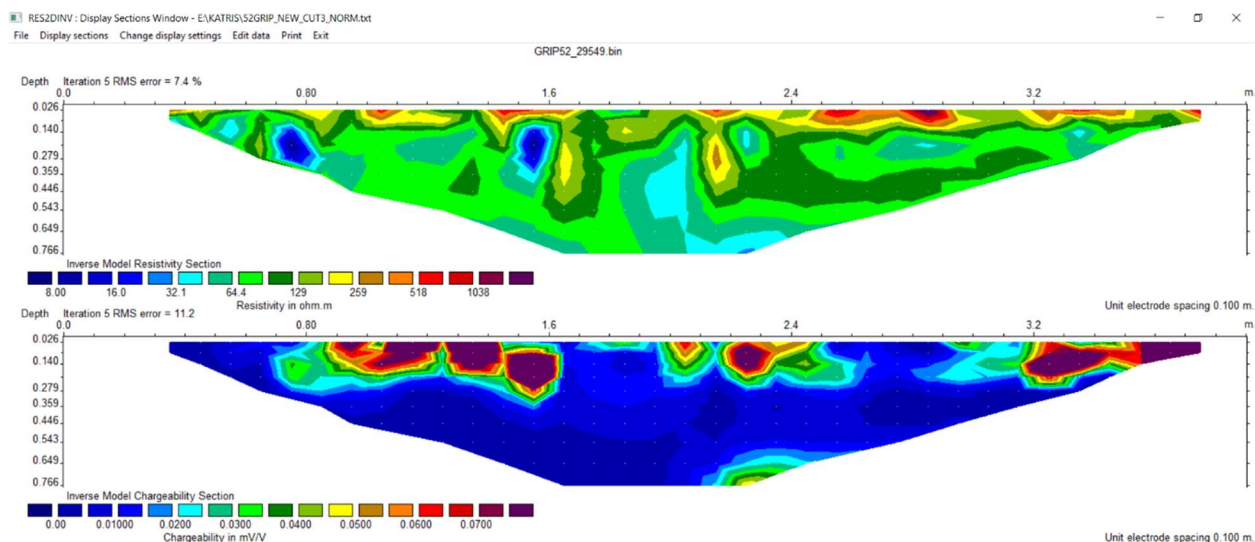 RES2DINV : Display Sections Window - E:\KATRIS\52GRIP_NEW_CUT3_NORM.txt
File Display sections Change display settings Edit data Print Exit
GRIP52_29549.bin
Depth Iteration 5 RMS error = 7.4 %
0.0 0.80 1.6 2.4 3.2 m.
0.026
0.140
0.279
0.359
0.446
0.543
0.649
0.766
Inverse Model Resistivity Section
8.00 16.0 32.1 64.4 129 259 518 1038
Resistivity in ohm.m
Unit electrode spacing 0.100 m.
Depth Iteration 5 RMS error = 11.2
0.0 0.80 1.6 2.4 3.2 m.
0.026
0.140
0.279
0.359
0.446
0.543
0.649
0.766
Inverse Model Chargeability Section
0.00 0.0100 0.0200 0.0300 0.0400 0.0500 0.0600 0.0700
Chargeability in mV/V
Unit electrode spacing 0.100 m.